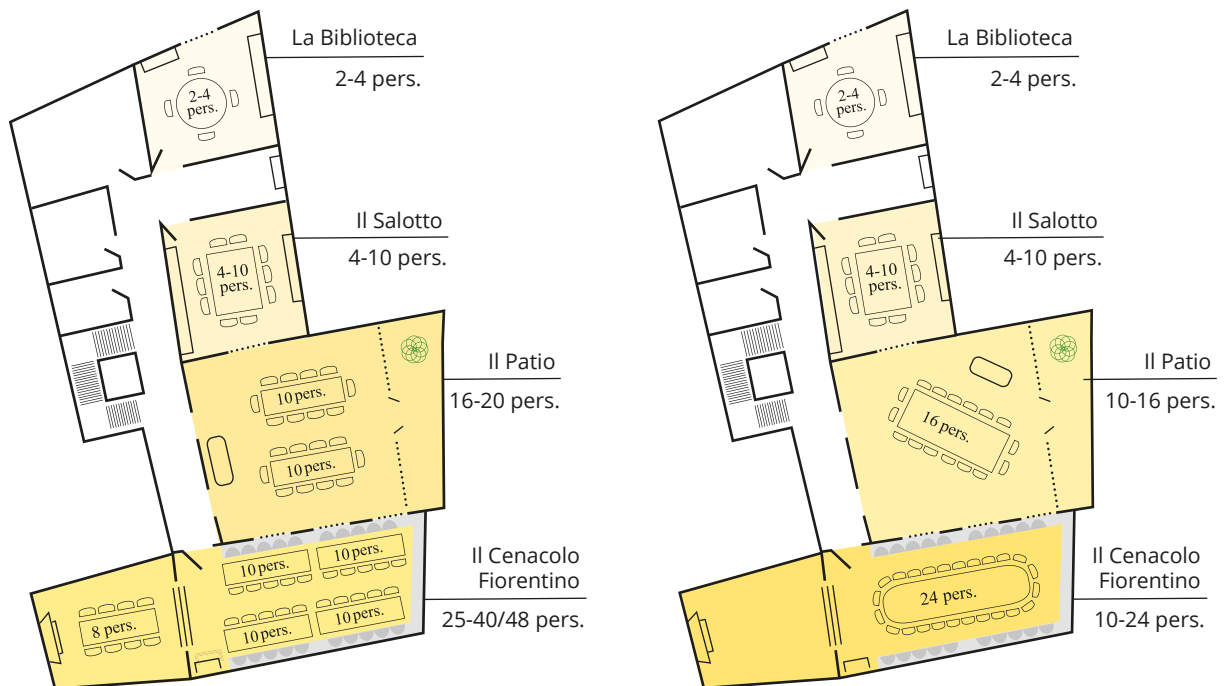 La Biblioteca
2-4 pers.
2-4
pers.
Il Salotto
4-10 pers.
4-10
pers.
Il Patio
16-20 pers.
10 pers.
10 pers.
Il Cenacolo
Fiorentino
25-40/48 pers.
10 pers.
10 pers.
8 pers.
10 pers.
10 pers.
La Biblioteca
2-4 pers.
2-4
pers.
Il Salotto
4-10 pers.
4-10
pers.
Il Patio
10-16 pers.
16 pers.
Il Cenacolo
Fiorentino
10-24 pers.
24 pers.